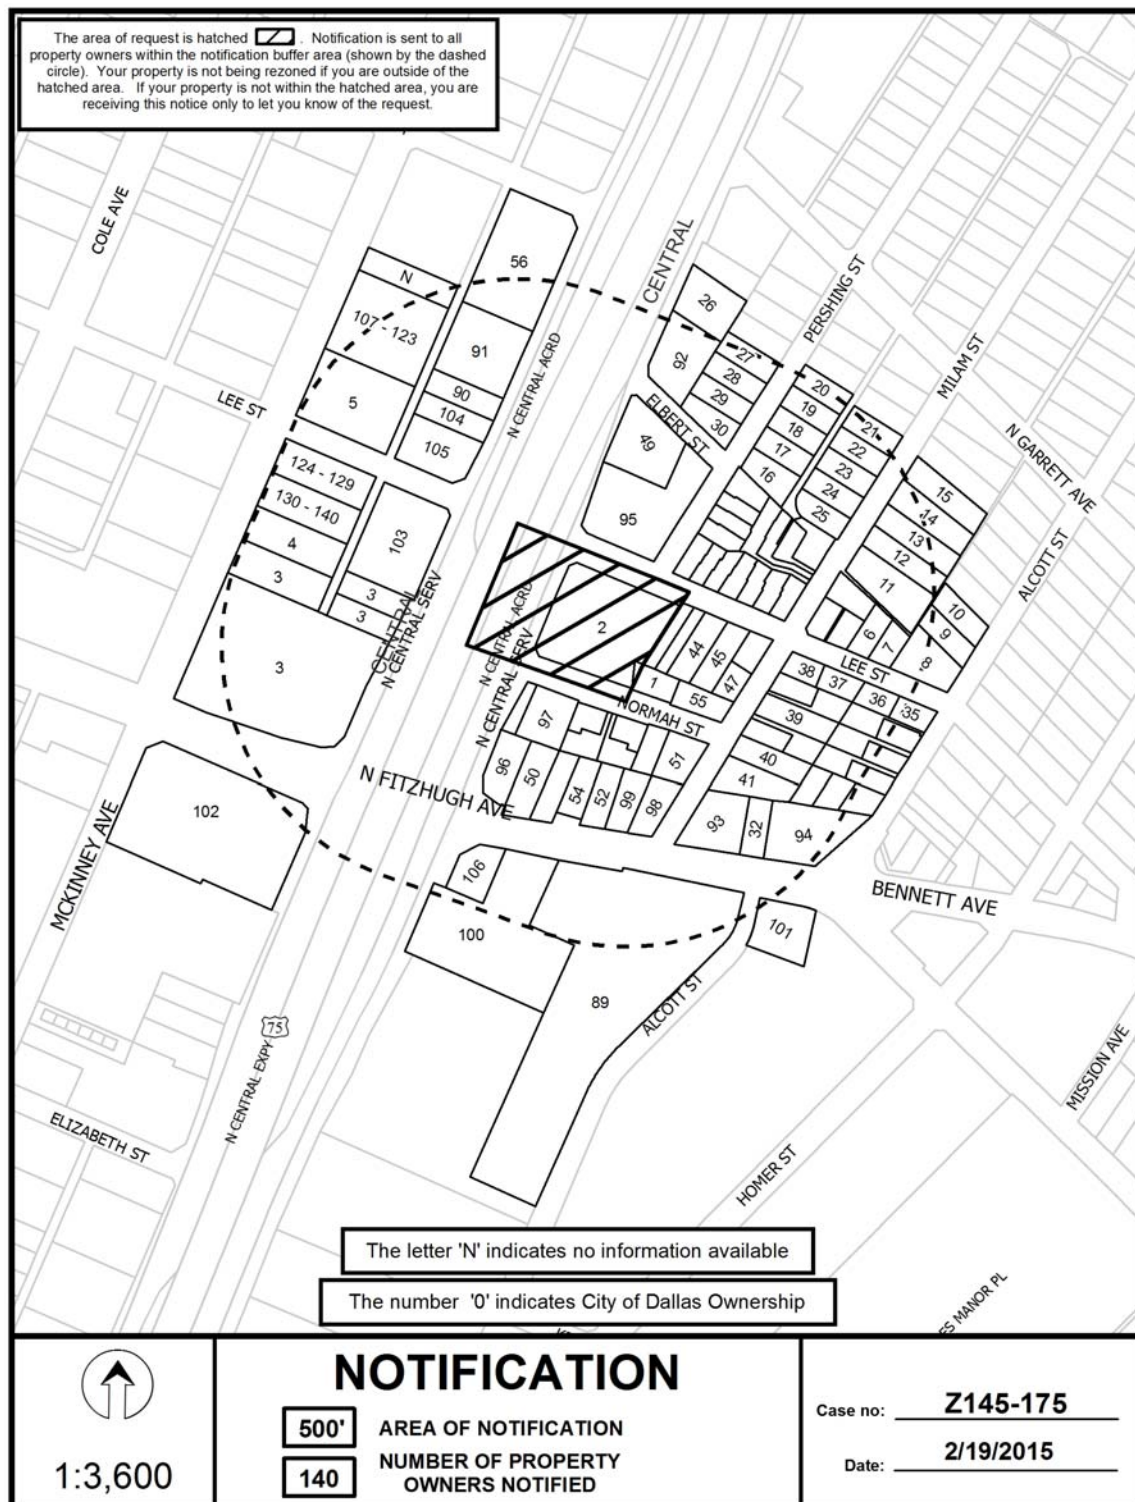 The area of request is hatched . Notification is sent to all
property owners within the notification buffer area (shown by the dashed
circle). Your property is not being rezoned if you are outside of the
hatched area. If your property is not within the hatched area, you are
receiving this notice only to let you know of the request.
COLE AVE
56
CENTRAL
N
26
PERSHING ST
107 - 123
91
92
27
MILAM ST
N CENTRAL ACRD
28
20
5
90
29
19
21
LEE ST
104
30
18
22
ELBERT ST
105
49
17
23
N GARRETT AVE
124 - 129
16
24
15
130 - 140
25
14
103
95
13
4
12
ALCOTT ST
3
3
11
10
3
N CENTRAL ACRD
2
9
CENTRAL
N CENTRAL SERV
6
7
8
44
45
LEE ST
3
N CENTRAL ACRD
N CENTRAL SERV
1
47
38
37
55
36
35
NORMAH ST
39
N CENTRAL SERV
97
51
40
96
50
41
N FITZHUGH AVE
54
52
99
98
102
93
32
94
MCKINNEY AVE
106
BENNETT AVE
100
101
89
ALCOTT ST
75
N CENTRAL EXPY
MISSION AVE
ELIZABETH ST
HOMER ST
The letter 'N' indicates no information available
The number '0' indicates City of Dallas Ownership
ES MANOR PL
NOTIFICATION
500' AREA OF NOTIFICATION
140 NUMBER OF PROPERTY
OWNERS NOTIFIED
1:3,600
Case no: Z145-175
Date: 2/19/2015